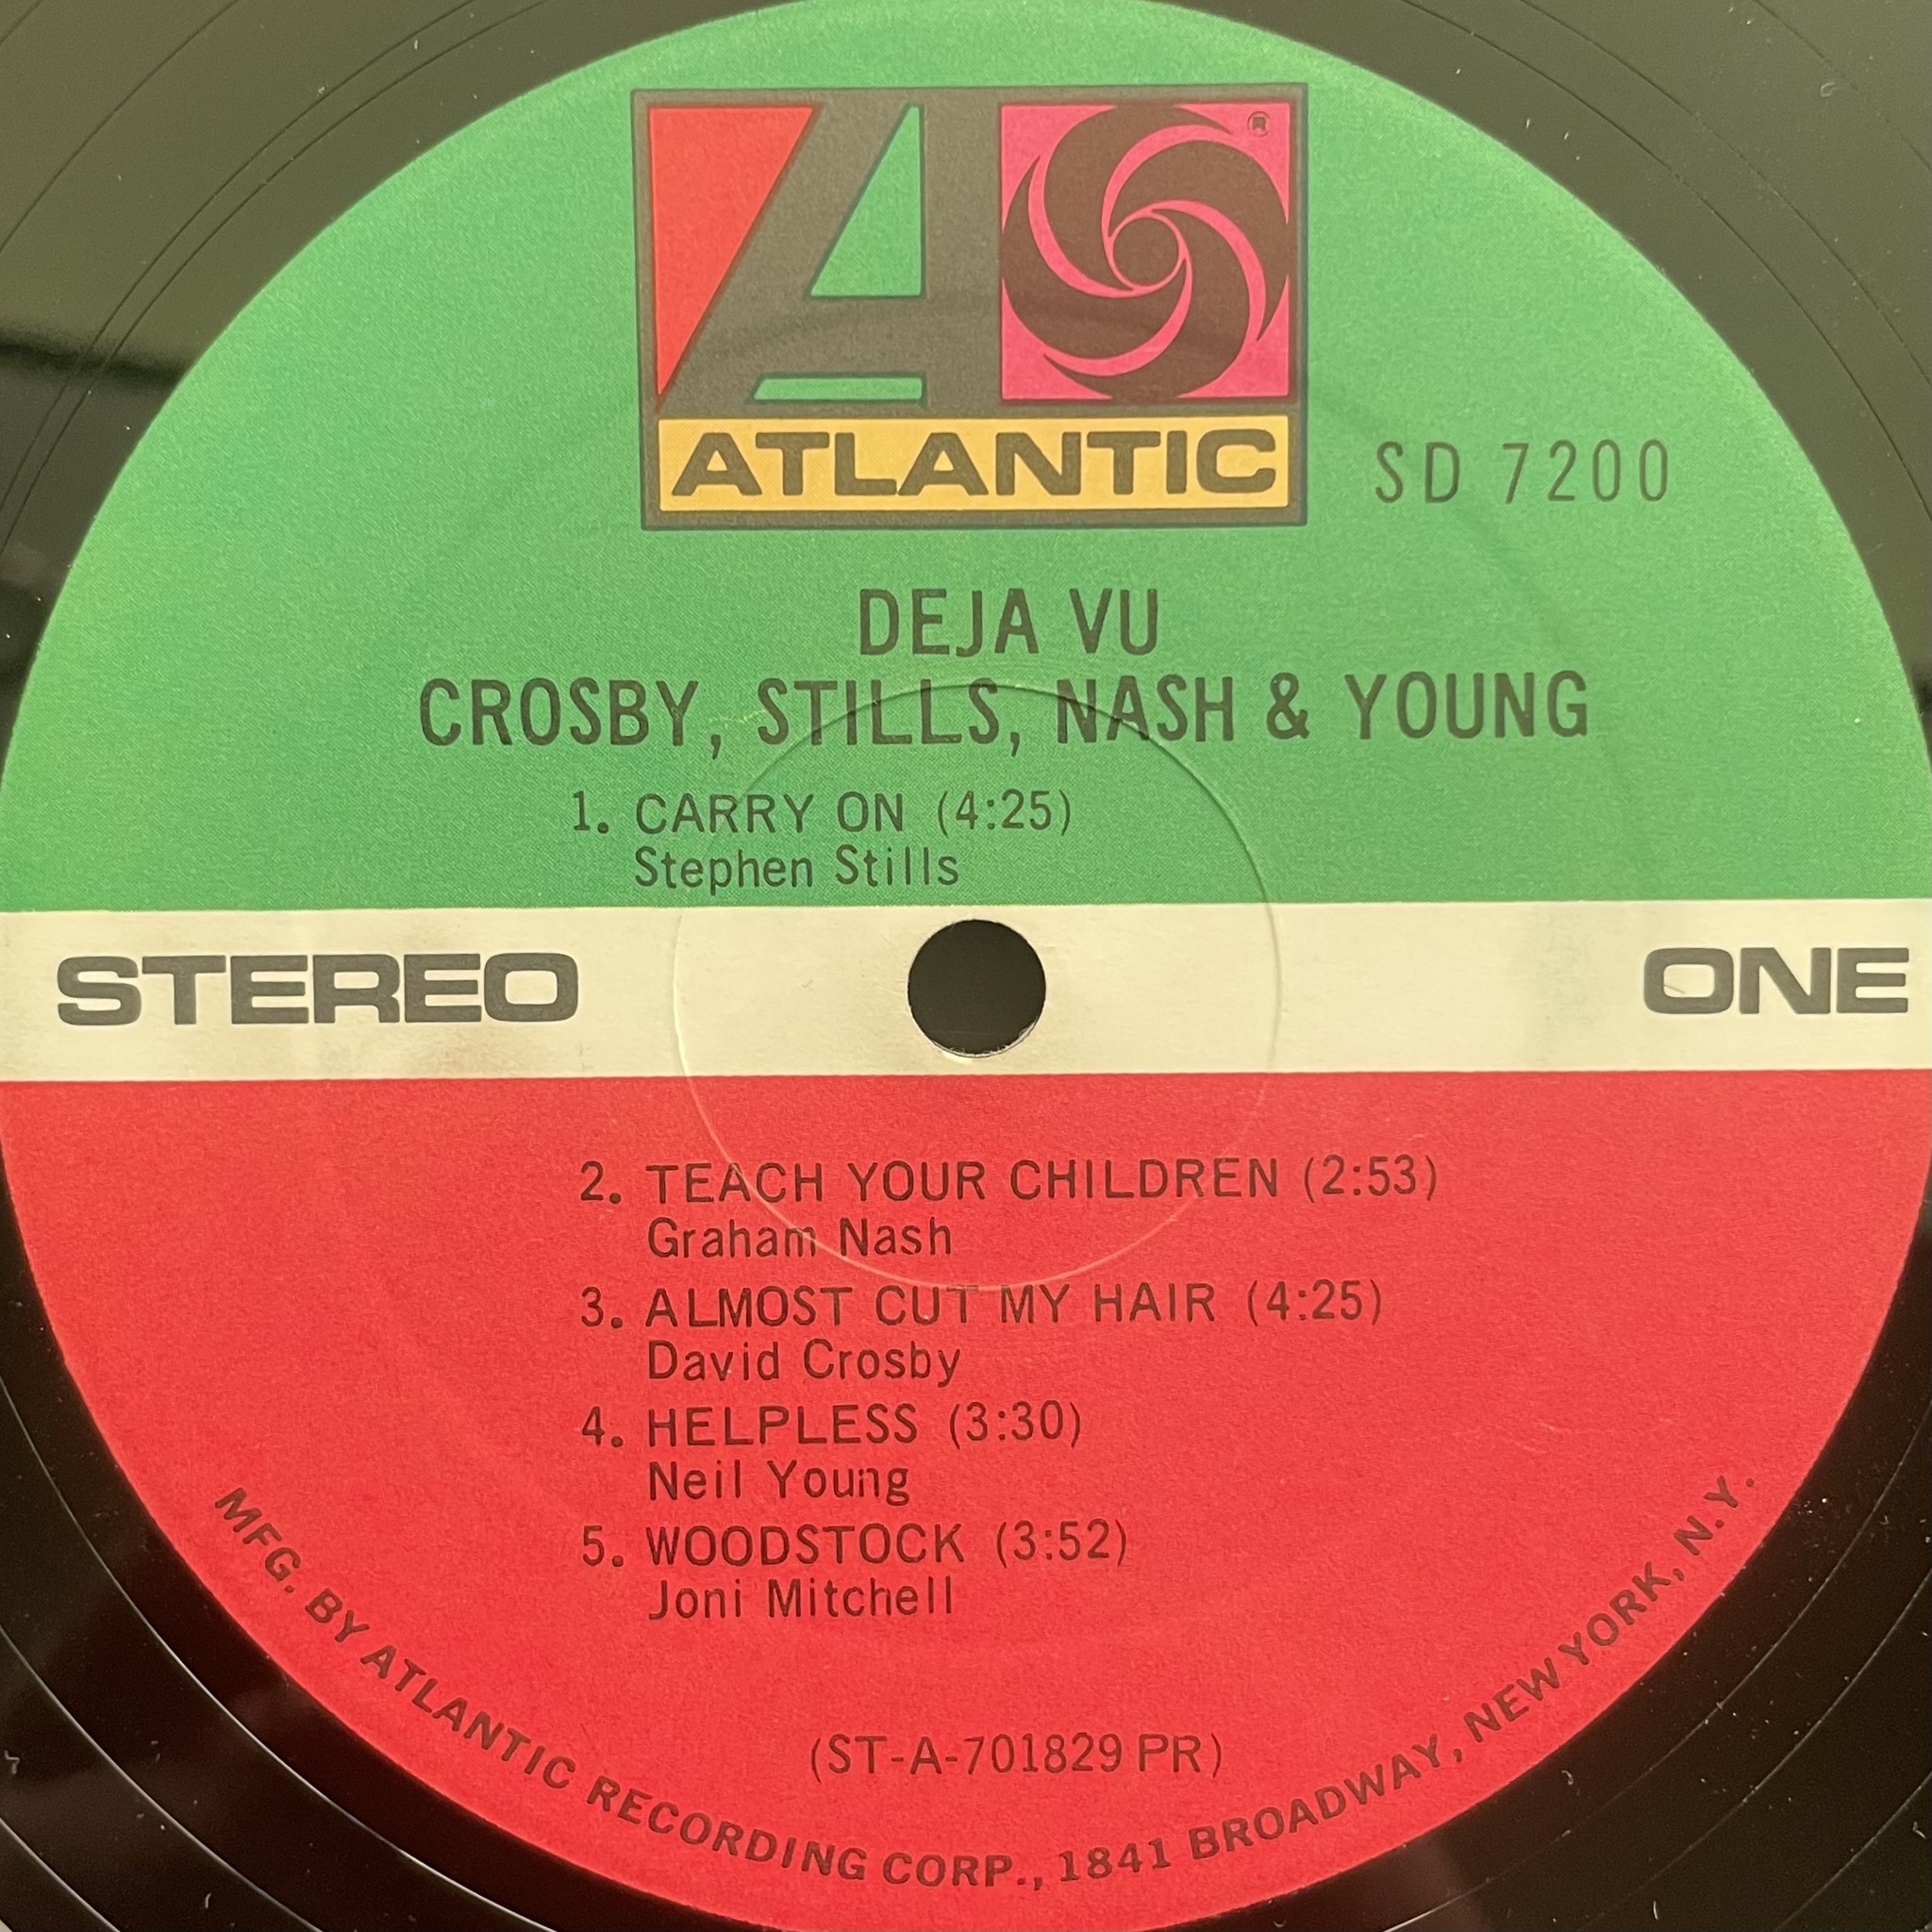 ®
ATLANTIC
SD 7200
DEJA VU
CROSBY, STILLS, NASH & YOUNG
1. CARRY ON (4:25)
Stephen Stills
STEREO
ONE
2. TEACH YOUR CHILDREN (2:53)
Graham Nash
3. ALMOST CUT MY HAIR (4:25)
David Crosby
4. HELPLESS (3:30)
Neil Young
5. WOODSTOCK (3:52)
Joni Mitchell
(ST-A-701829 PR)
MFG. BY ATLANTIC RECORDING CORP., 1841 BROADWAY, NEW YORK, N.Y.